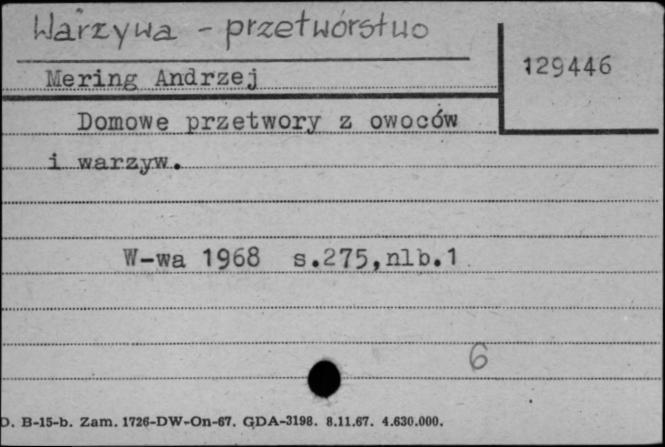 Warzywa - przetwórstwo
129446
Mering Andrzej
Domowe przetwory z owoców
i warzyw.
W-wa 1968 s.275,nlb.1
6
D. B-15-b. Zam. 1726-DW-On-67. GDA-3198. 8.11.67. 4.630.000.